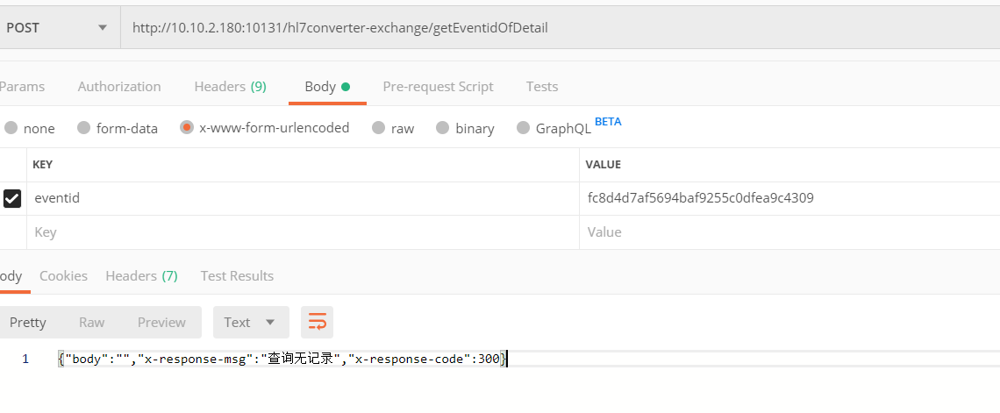 POST http://10.10.2.180:10131/hl7converter-exchange/getEventidOfDetail
Params Authorization Headers (9) Body Pre-request Script Tests
none form-data x-www-form-urlencoded raw binary GraphQL BETA
KEY VALUE
eventid fc8d4d7af5694baf9255c0dfea9c4309
Key Value
ody Cookies Headers (7) Test Results
Pretty Raw Preview Text
1 {"body":"","x-response-msg":"查询无记录","x-response-code":300}